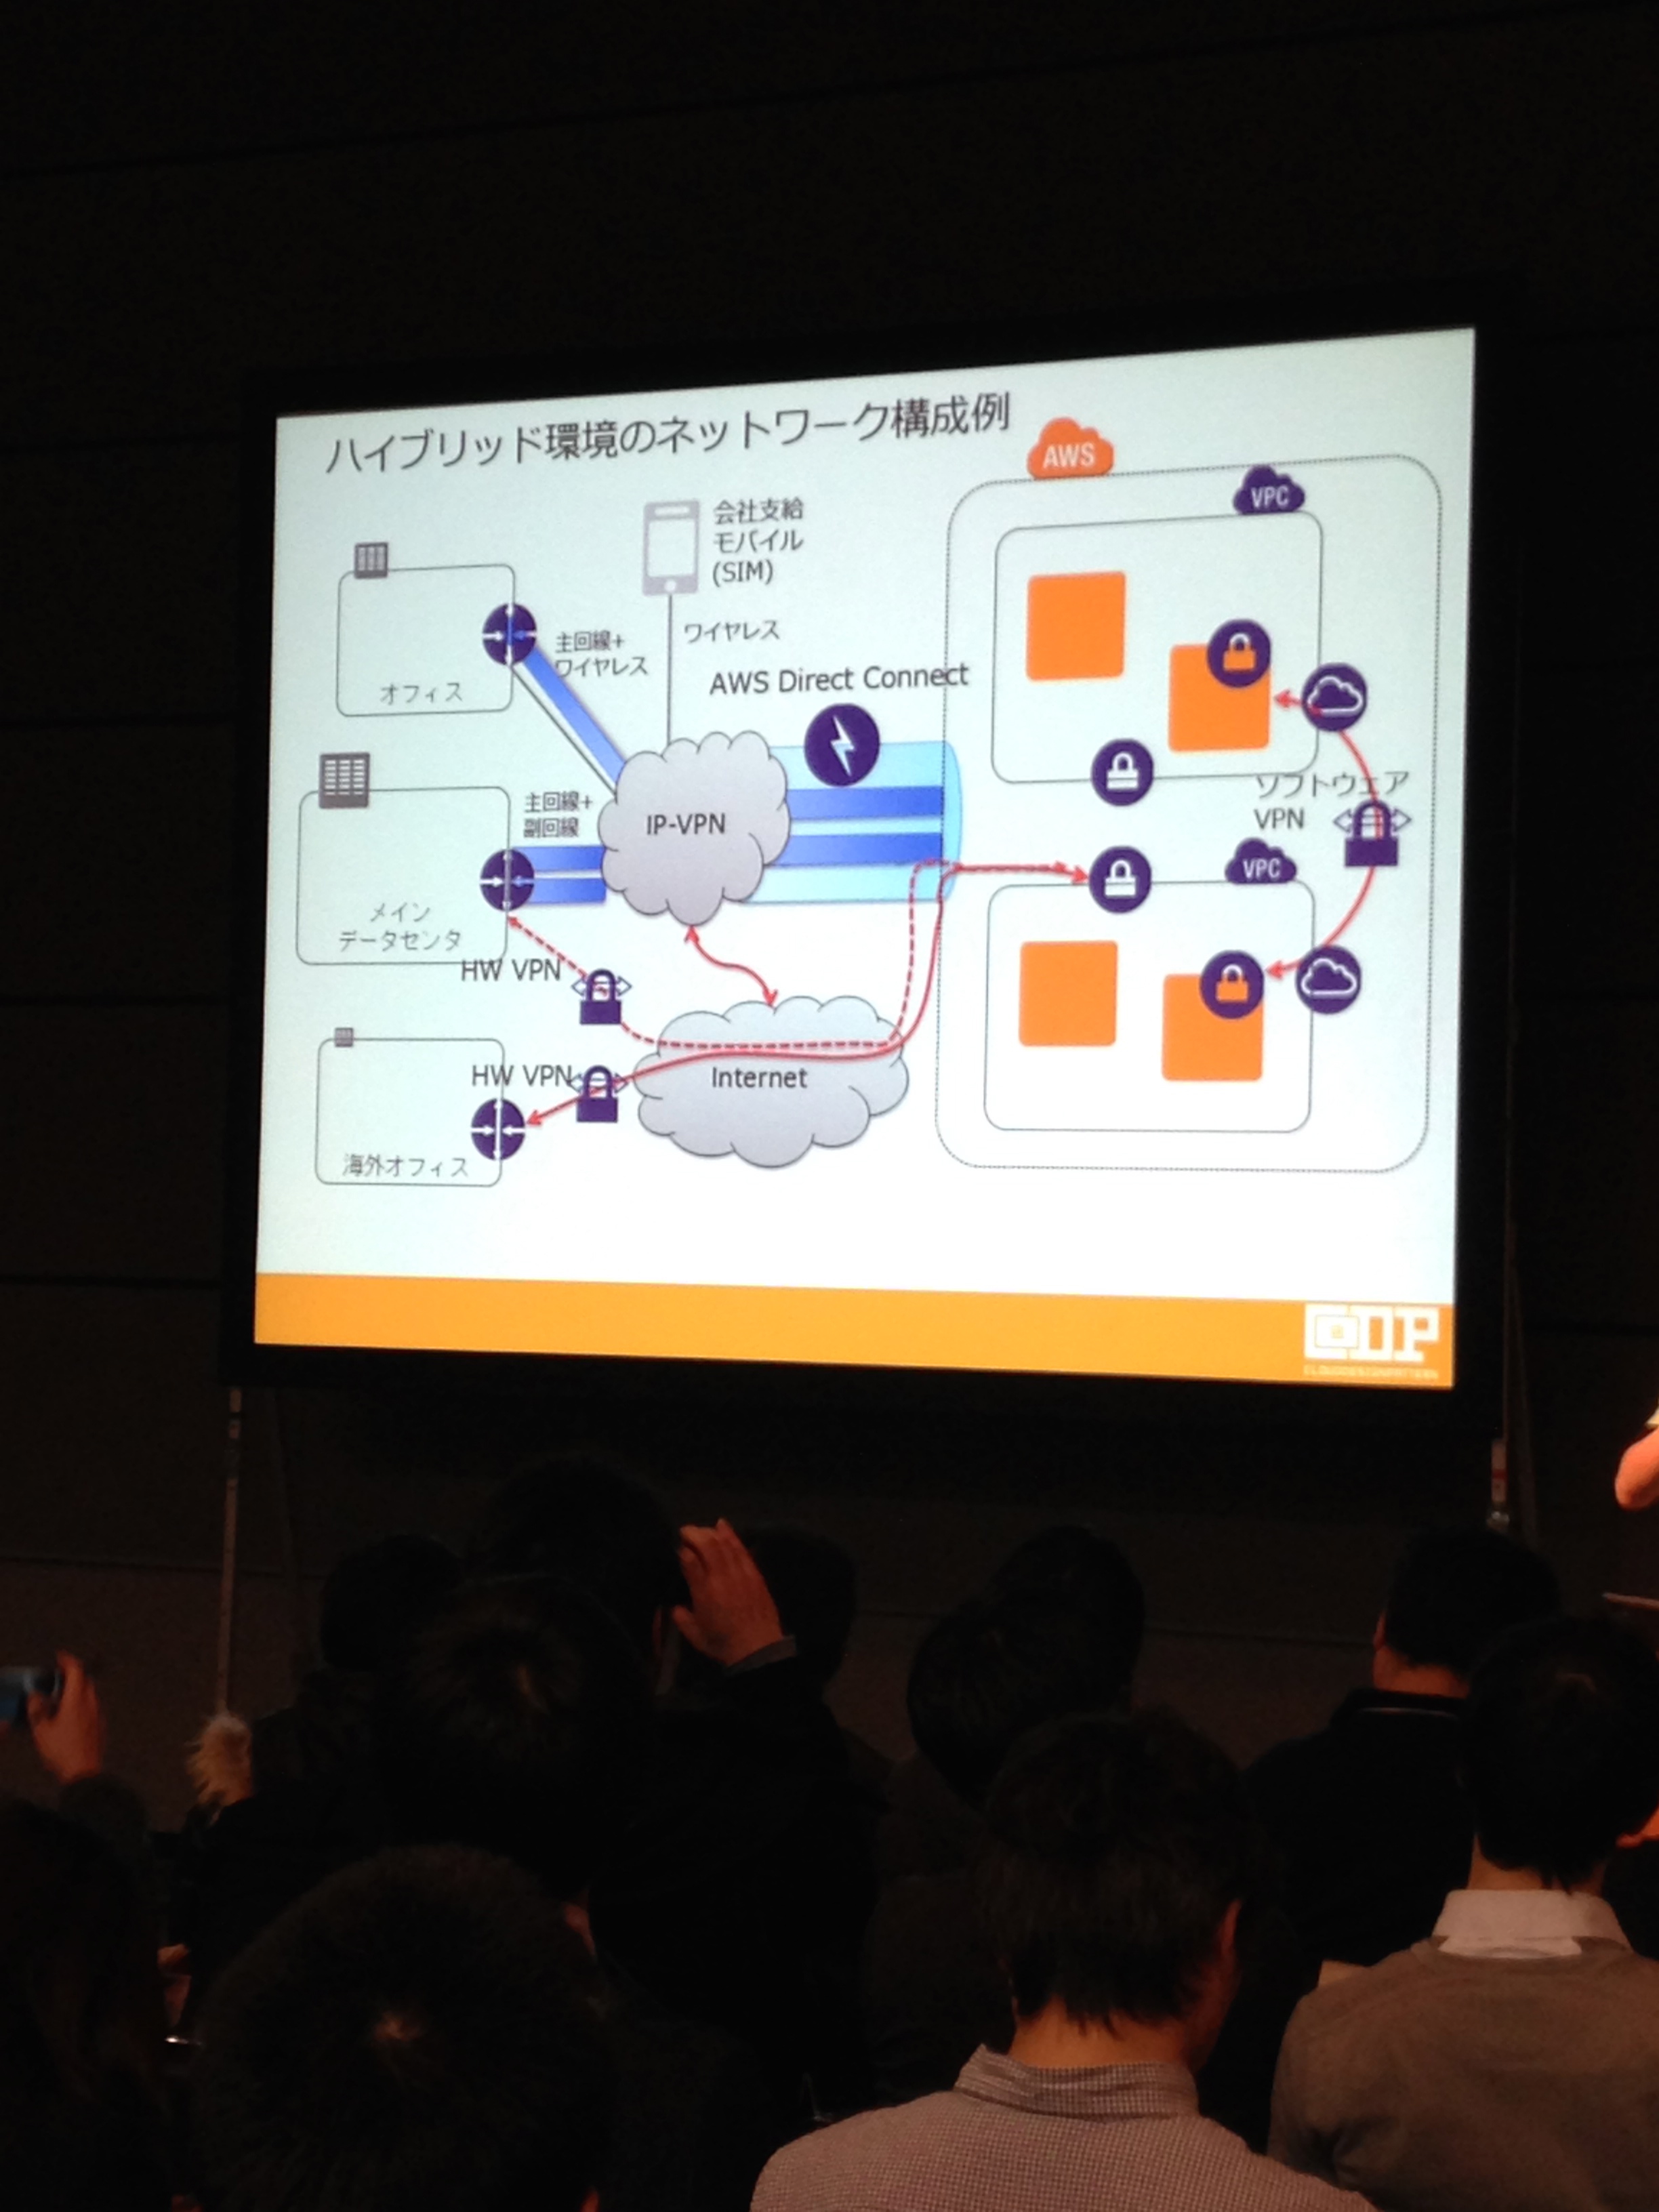 ハイブリッド環境のネットワーク構成例
AWS
VPC
会社支給
モバイル
(SIM)
ワイヤレス
主回線+
ワイヤレス
オフィス
AWS Direct Connect
主回線+
副回線
IP-VPN
ソフトウェア
VPN
VPC
メイン
データセンタ
HW VPN
HW VPN
Internet
海外オフィス
CDP